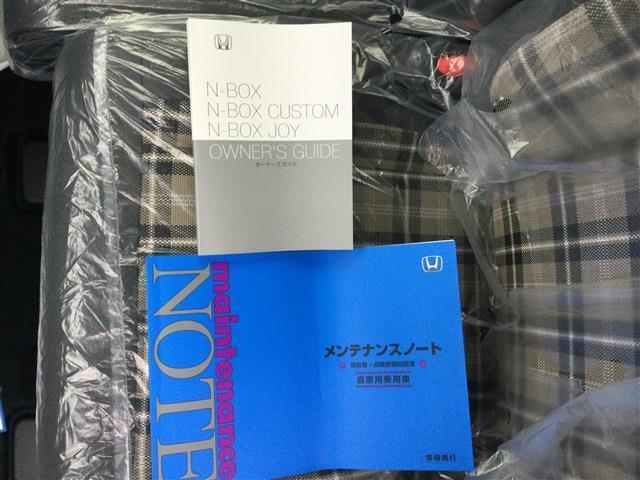 N-BOX
N-BOX CUSTOM
N-BOX JOY
OWNER'S GUIDE
オーナーズガイド
maintenance
NOTE
メンテナンスノート
保証書・点検整備記録簿
自家用乗用車
常時携行